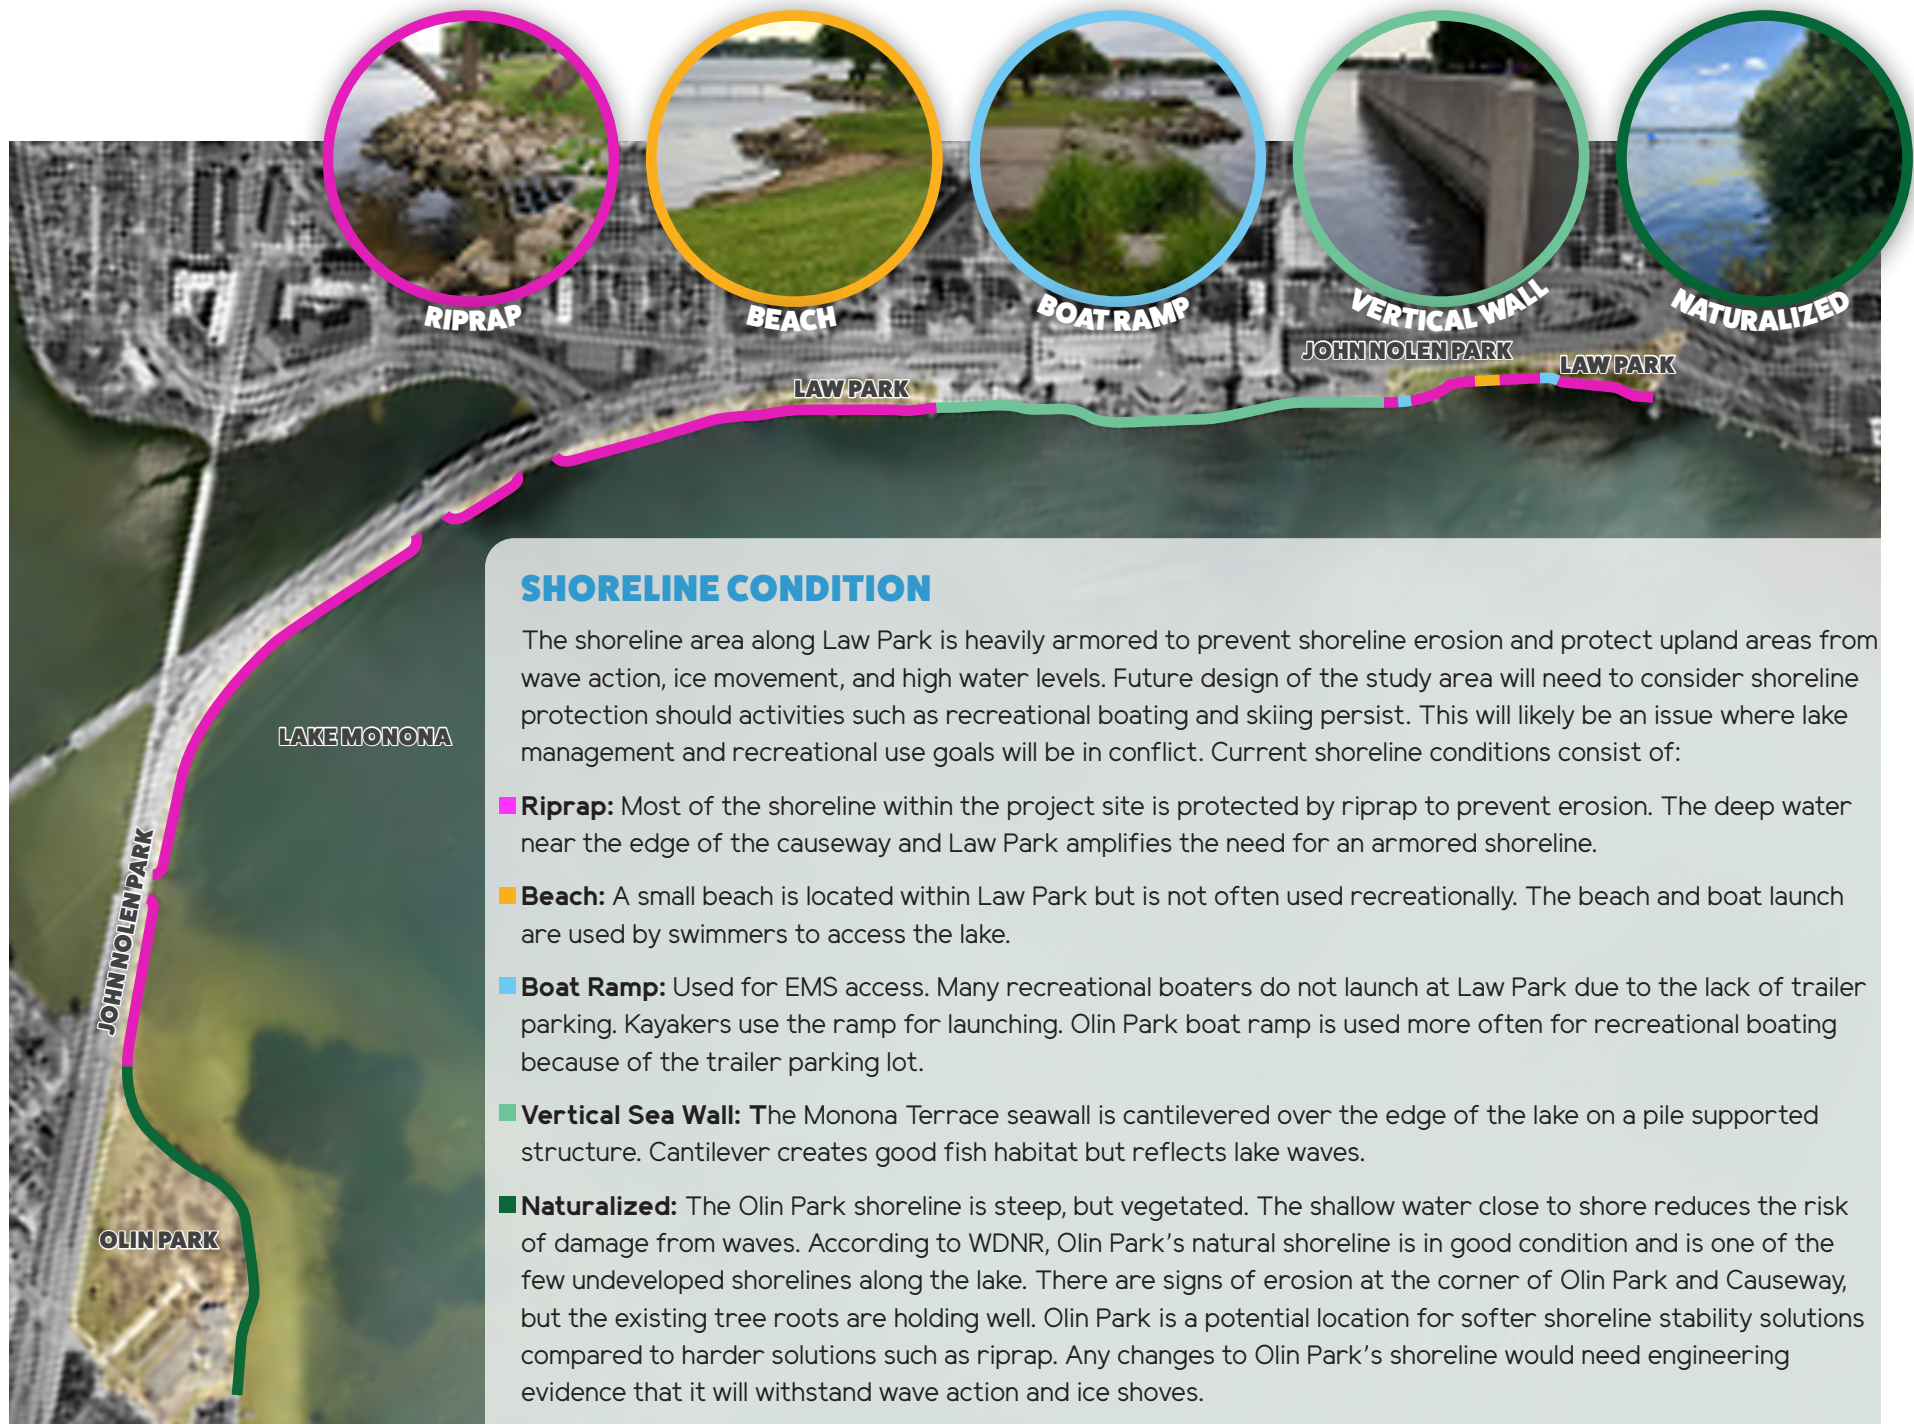 RIPRAP
BEACH
BOAT RAMP
VERTICAL WALL
NATURALIZED
JOHN NOLEN PARK
LAW PARK
LAW PARK
LAKE MONONA
JOHN NOLEN PARK
OLIN PARK
SHORELINE CONDITION
The shoreline area along Law Park is heavily armored to prevent shoreline erosion and protect upland areas from
wave action, ice movement, and high water levels. Future design of the study area will need to consider shoreline
protection should activities such as recreational boating and skiing persist. This will likely be an issue where lake
management and recreational use goals will be in conflict. Current shoreline conditions consist of:
Riprap: Most of the shoreline within the project site is protected by riprap to prevent erosion. The deep water
near the edge of the causeway and Law Park amplifies the need for an armored shoreline.
Beach: A small beach is located within Law Park but is not often used recreationally. The beach and boat launch
are used by swimmers to access the lake.
Boat Ramp: Used for EMS access. Many recreational boaters do not launch at Law Park due to the lack of trailer
parking. Kayakers use the ramp for launching. Olin Park boat ramp is used more often for recreational boating
because of the trailer parking lot.
Vertical Sea Wall: The Monona Terrace seawall is cantilevered over the edge of the lake on a pile supported
structure. Cantilever creates good fish habitat but reflects lake waves.
Naturalized: The Olin Park shoreline is steep, but vegetated. The shallow water close to shore reduces the risk
of damage from waves. According to WDNR, Olin Park's natural shoreline is in good condition and is one of the
few undeveloped shorelines along the lake. There are signs of erosion at the corner of Olin Park and Causeway,
but the existing tree roots are holding well. Olin Park is a potential location for softer shoreline stability solutions
compared to harder solutions such as riprap. Any changes to Olin Park's shoreline would need engineering
evidence that it will withstand wave action and ice shoves.